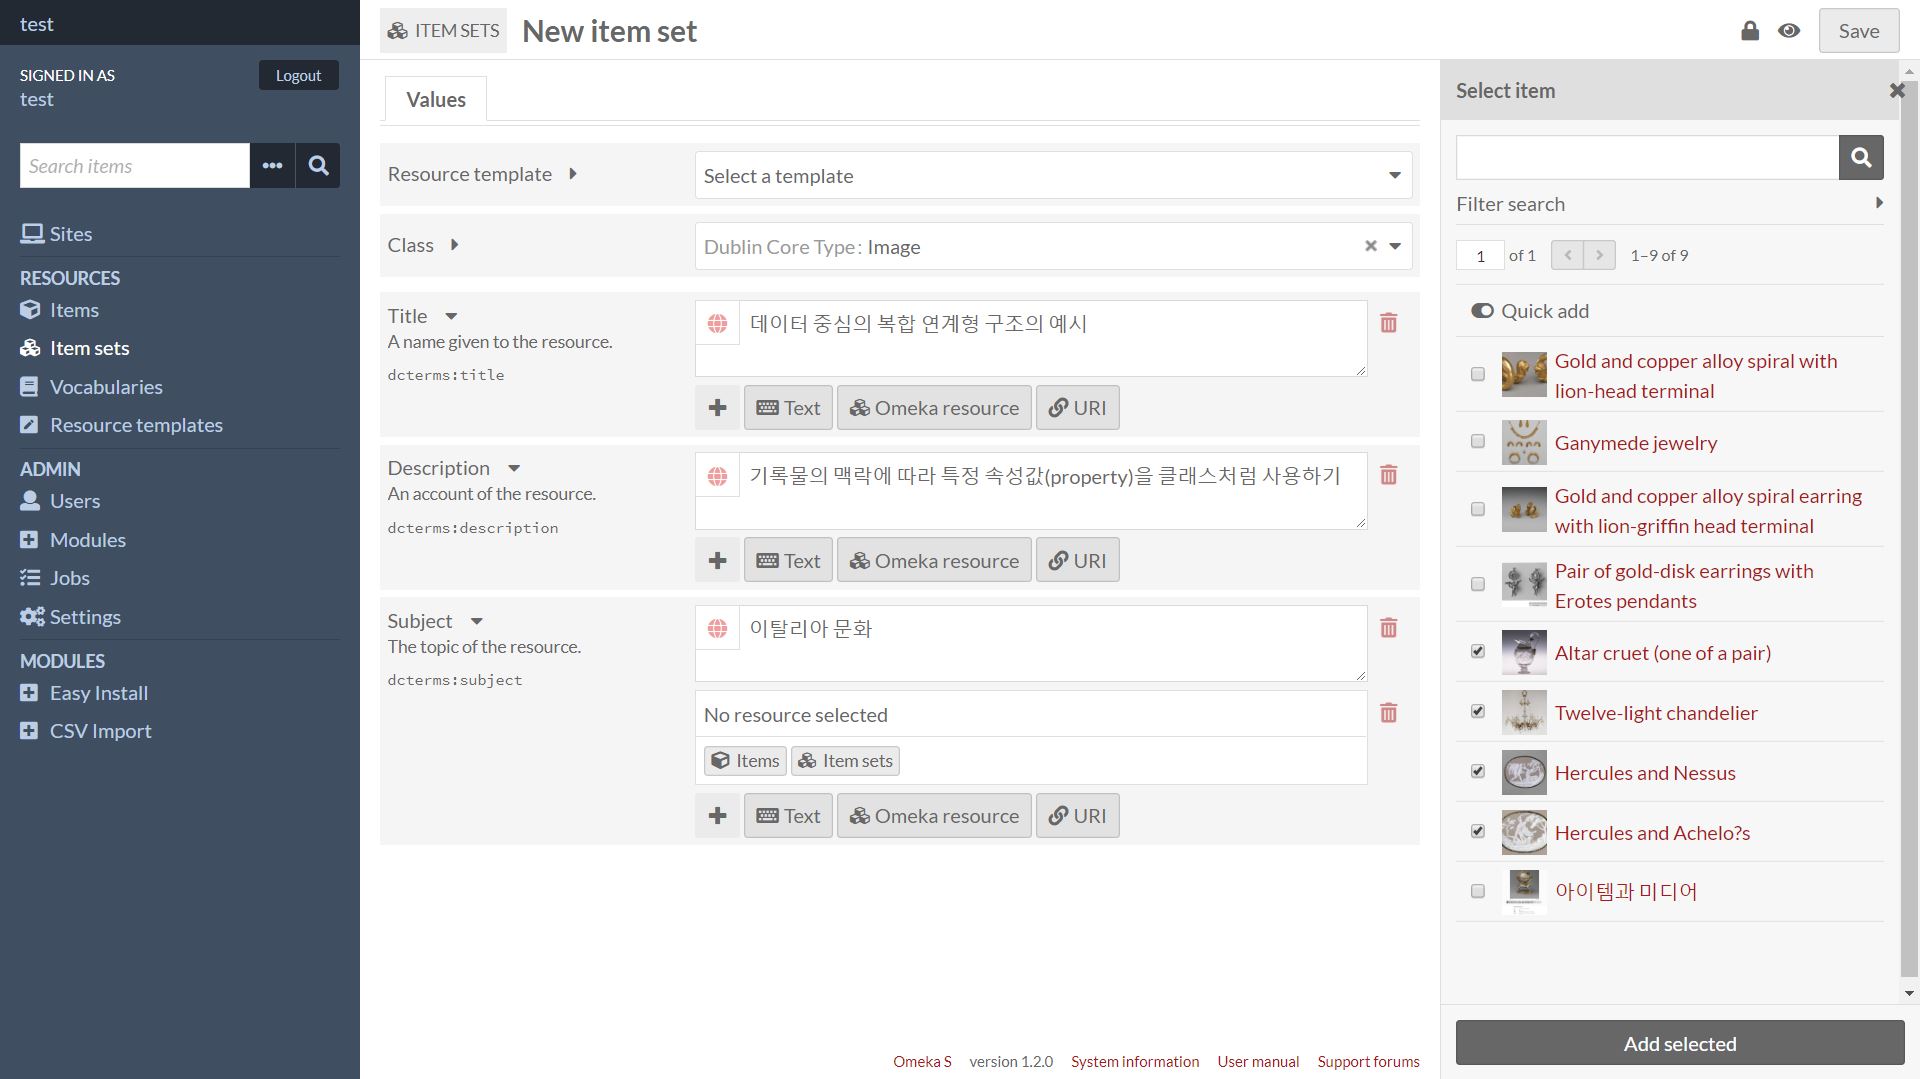 test
SIGNED IN AS
test
Logout
Search items
Sites
RESOURCES
Items
Item sets
Vocabularies
Resource templates
ADMIN
Users
Modules
Jobs
Settings
MODULES
Easy Install
CSV Import
ITEM SETS New item set
Save
Values
Resource template
Select a template
Class
Dublin Core Type: Image
Title
A name given to the resource.
dcterms:title
데이터 중심의 복합 연계형 구조의 예시
Text Omeka resource URI
Description
An account of the resource.
dcterms:description
기록물의 맥락에 따라 특정 속성값(property)을 클래스처럼 사용하기
Text Omeka resource URI
Subject
The topic of the resource.
dcterms:subject
이탈리아 문화
No resource selected
Items Item sets
Text Omeka resource URI
Omeka S version 1.2.0 System information User manual Support forums
Select item
Filter search
1 of 1 1–9 of 9
Quick add
Gold and copper alloy spiral with
lion-head terminal
Ganymede jewelry
Gold and copper alloy spiral earring
with lion-griffin head terminal
Pair of gold-disk earrings with
Erotes pendants
Altar cruet (one of a pair)
Twelve-light chandelier
Hercules and Nessus
Hercules and Achelo?s
아이템과 미디어
Add selected